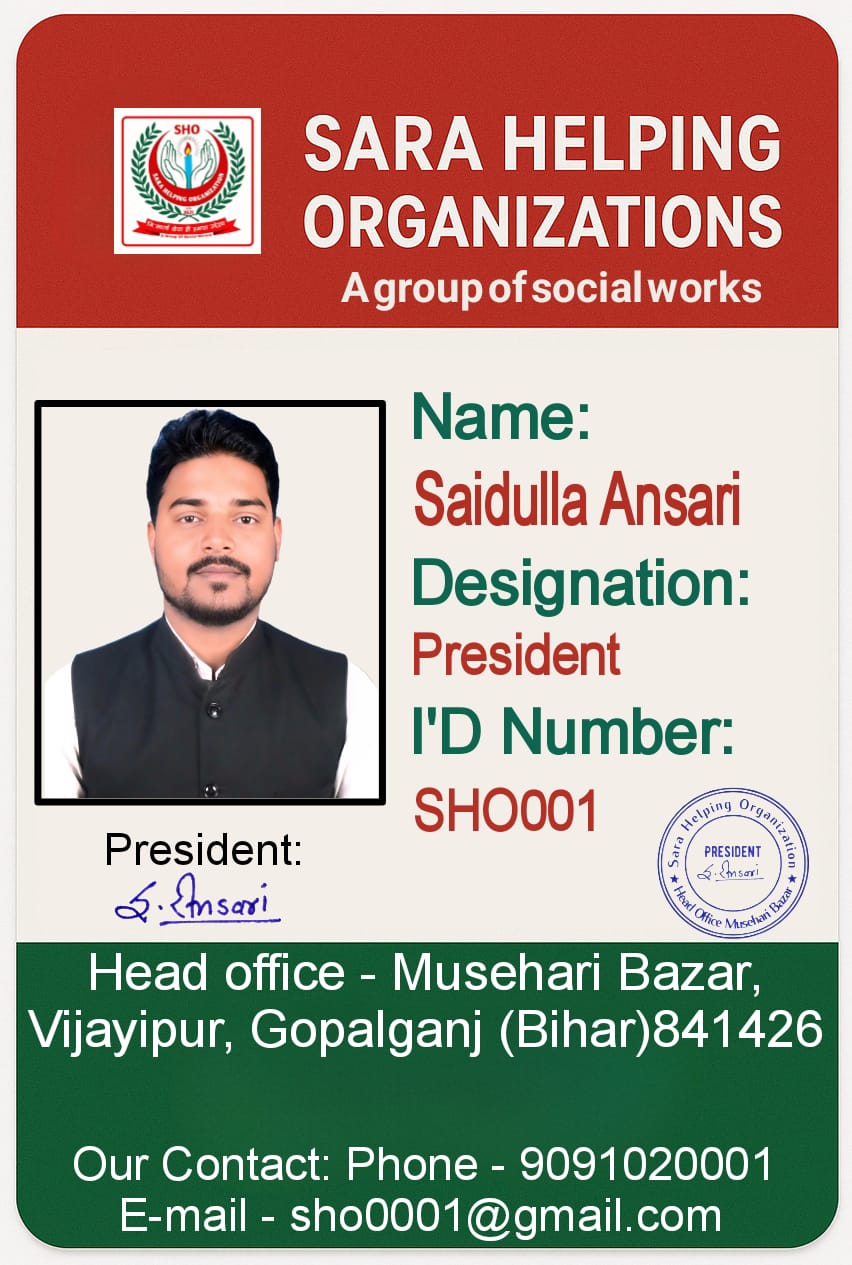 SHO
SARA HELPING ORGANIZATION
SARA HELPING
ORGANIZATIONS
A group of social works
Name:
Saidulla Ansari
Designation:
President
I'D Number:
SHO001
President:
S. Ansari
Sara Helping Organization
PRESIDENT
S. Ansari
★ Head Office Musehari Bazar ★
Head office - Musehari Bazar,
Vijayipur, Gopalganj (Bihar)841426
Our Contact: Phone - 9091020001
E-mail - sho0001@gmail.com